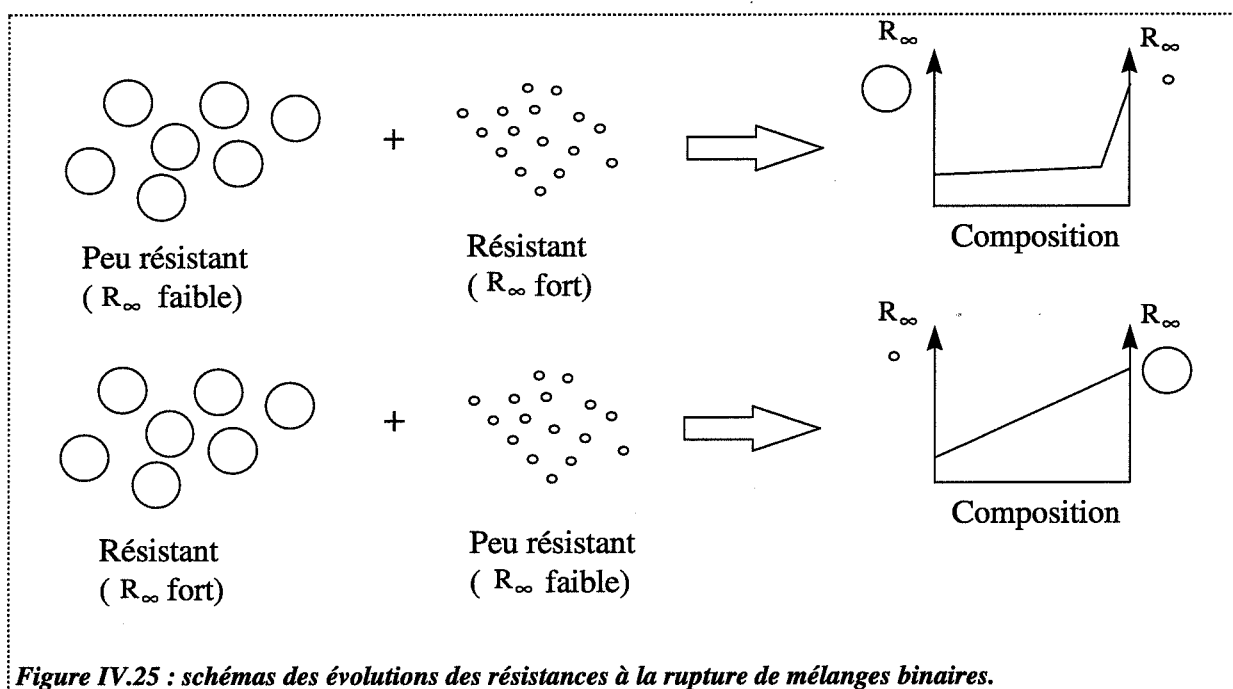 R∞
R∞
+
Peu résistant
( R∞ faible)
Résistant
( R∞ fort)
Composition
R∞
R∞
+
Résistant
( R∞ fort)
Peu résistant
( R∞ faible)
Composition
Figure IV.25 : schémas des évolutions des résistances à la rupture de mélanges binaires.